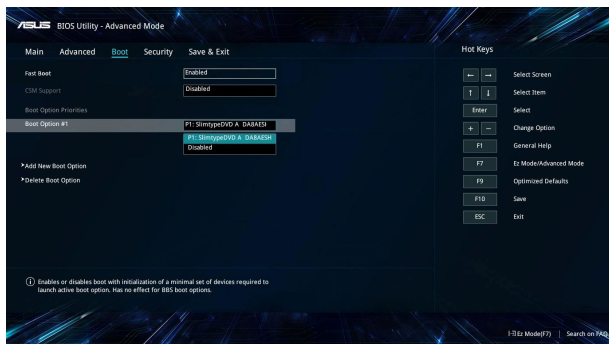 ASUS BIOS Utility - Advanced Mode
Main Advanced Boot Security Save & Exit
Fast Boot Enabled
CSM Support Disabled
Boot Option Priorities
Boot Option #1 P1: SlimtypeDVD A DA8AESI
P1: SlimtypeDVD A DA8AESH
Disabled
>Add New Boot Option
>Delete Boot Option
ⓘ Enables or disables boot with initialization of a minimal set of devices required to
launch active boot option. Has no effect for BBS boot options.
Hot Keys
← → Select Screen
↑ ↓ Select Item
Enter Select
+ − Change Option
F1 General Help
F7 Ez Mode/Advanced Mode
F9 Optimized Defaults
F10 Save
ESC Exit
Ez Mode(F7) | Search on FAQ